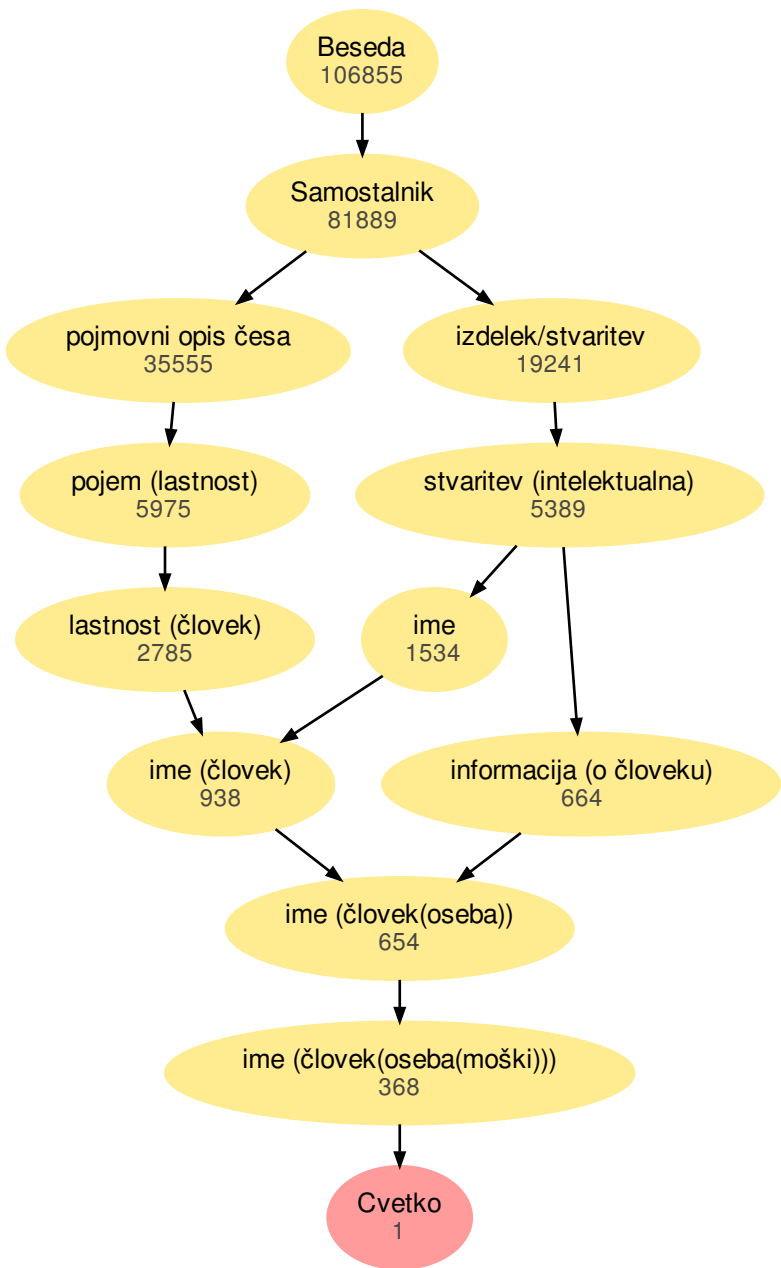 Beseda
106855
Samostalnik
81889
pojmovni opis česa
35555
izdelek/stvaritev
19241
pojem (lastnost)
5975
stvaritev (intelektualna)
5389
lastnost (človek)
2785
ime
1534
ime (človek)
938
informacija (o človeku)
664
ime (človek(oseba))
654
ime (človek(oseba(moški)))
368
Cvetko
1